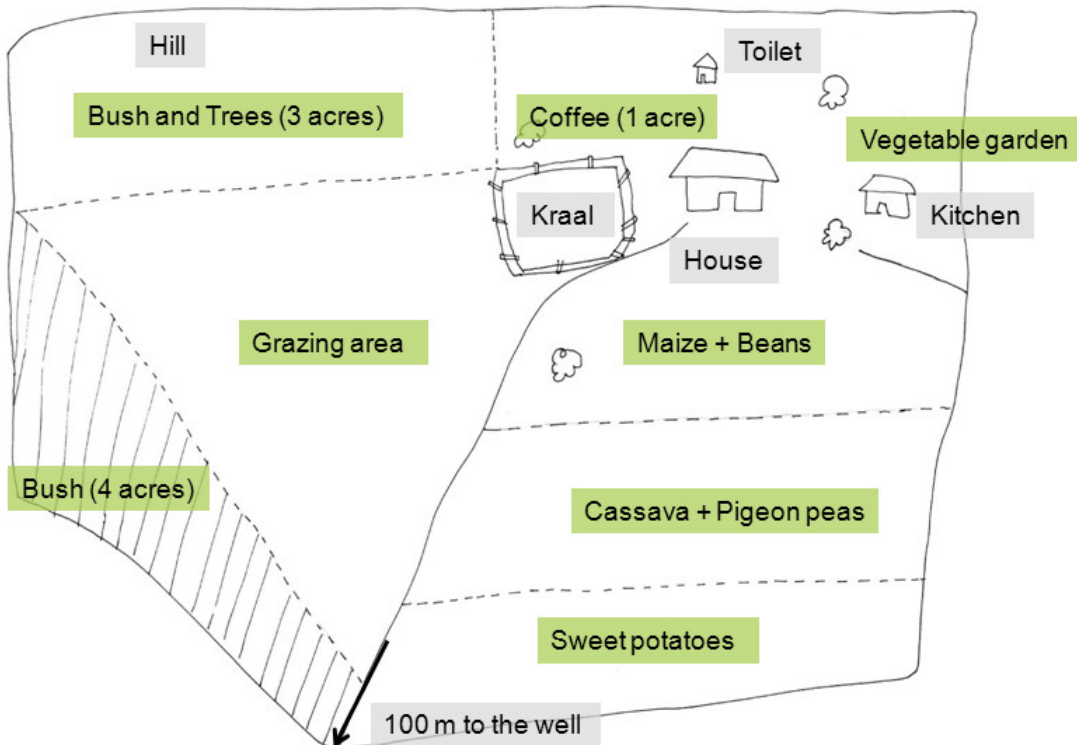 Hill
Toilet
Bush and Trees (3 acres)
Coffee (1 acre)
Vegetable garden
Kraal
Kitchen
House
Grazing area
Maize + Beans
Bush (4 acres)
Cassava + Pigeon peas
Sweet potatoes
100 m to the well